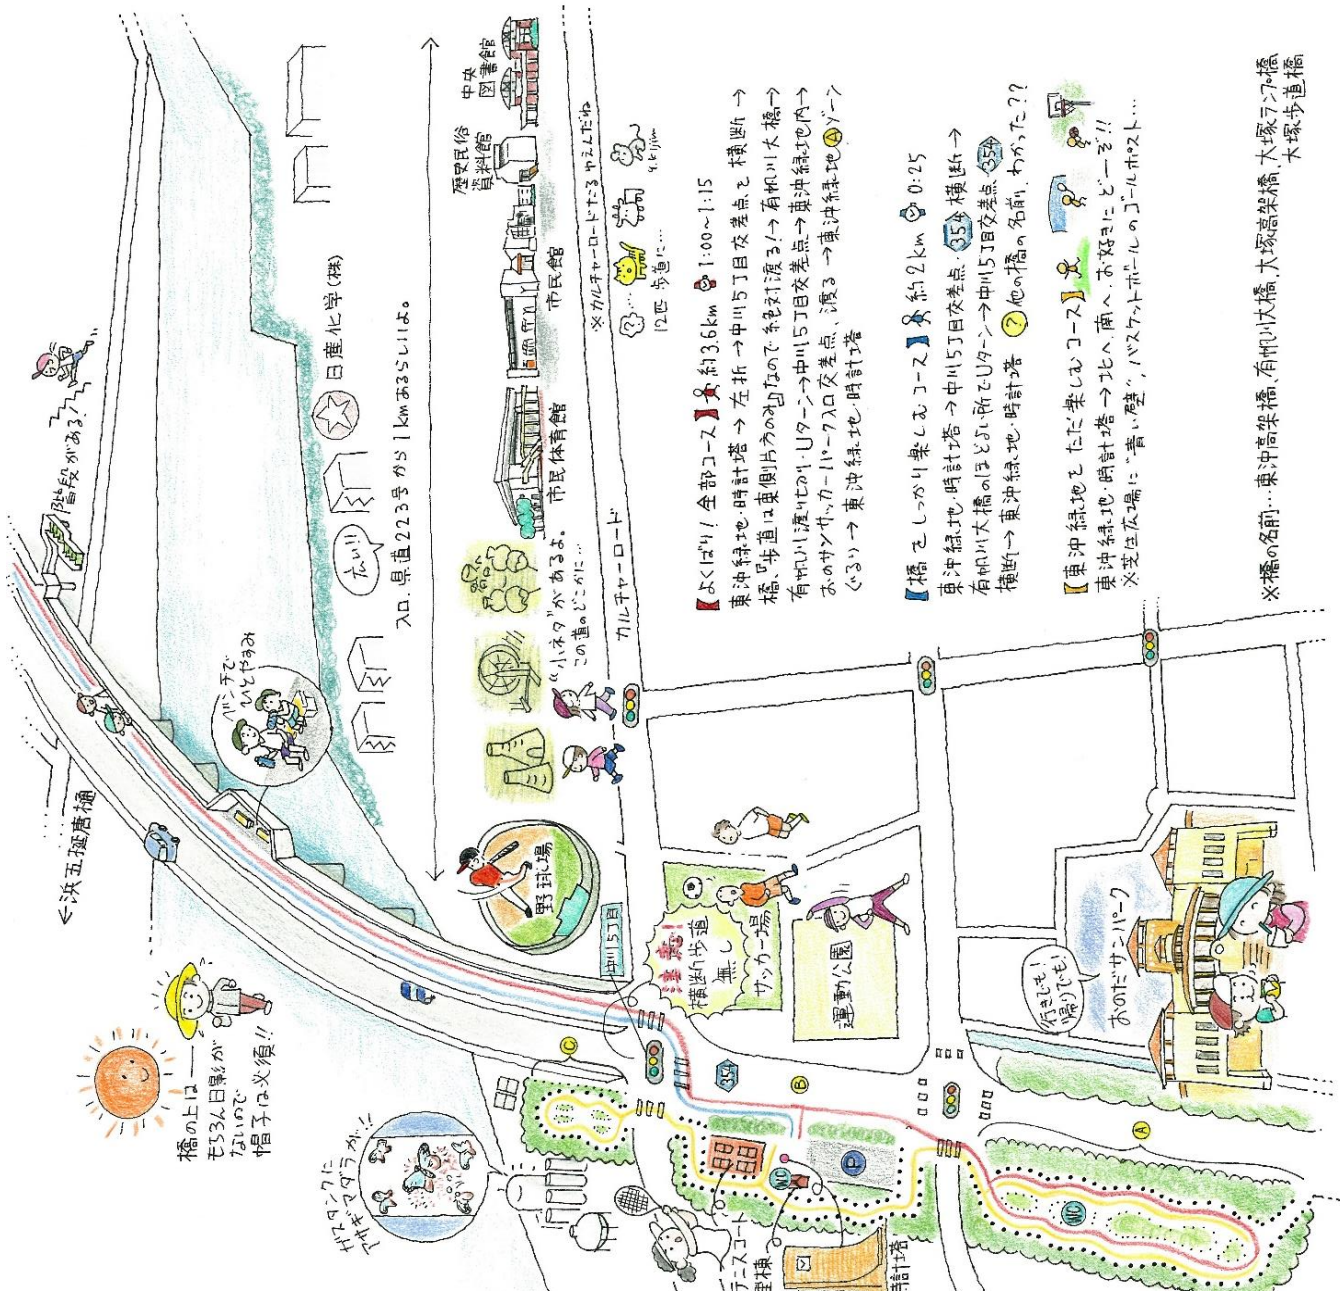 ←浜五挺唐樋
階段がある!
橋の上は――
もちろん日影が
ないので
帽子は必須!!
ベンチで
ひとやすみ
日産化学(株)
広い!!
入口、県道223号から1kmあるらしいよ。
ガスタンクに
アサギマダラが!!
中央
図書館
歴史民俗
資料館
市民館
市民体育館
野球場
中川5丁目
"小ネタ"があるよ。
この道のどこかに…
カルチャーロード
※カルチャーロードたるゆえんだね
12匹 歩道に…
注意!
横断歩道
無し
サッカー場
運動公園
354
A
B
C
P
WC
WC
テニスコート
時計塔
行きでも!
帰りでも!
おのだサンパーク
【よくばり!全部コース】約3.6km 1:00~1:15
東沖緑地・時計塔→左折→中川5丁目交差点を横断→
橋、『歩道は東側片方のみ』なので絶対渡る!→有帆川大橋→
有帆川渡り切り・Uターン→中川5丁目交差点→東沖緑地内→
おのサンサッカーパーク入口交差点、渡る→東沖緑地Aゾーン
ぐるり→東沖緑地・時計塔
【橋をしっかり楽しむコース】約2km 0:25
東沖緑地・時計塔→中川5丁目交差点・354横断→
有帆川大橋のほどよい所でUターン→中川5丁目交差点・354
横断→東沖緑地・時計塔 ?他の橋の名前、わかった??
【東沖緑地をただ楽しむコース】
東沖緑地・時計塔→北へ、南へ、お好きにどーぞ!!
※芝生広場に"青い壁"、バスケットボールのゴールポスト…
※橋の名前…東沖高架橋、有帆川大橋、大塚高架橋、大塚ランプ橋
大塚歩道橋